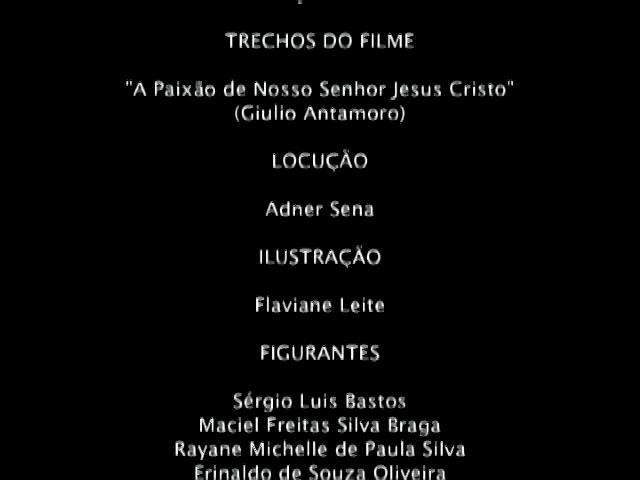 TRECHOS DO FILME
"A Paixão de Nosso Senhor Jesus Cristo"
(Giulio Antamoro)
LOCUÇÃO
Adner Sena
ILUSTRAÇÃO
Flaviane Leite
FIGURANTES
Sérgio Luis Bastos
Maciel Freitas Silva Braga
Rayane Michelle de Paula Silva
Erinaldo de Souza Oliveira